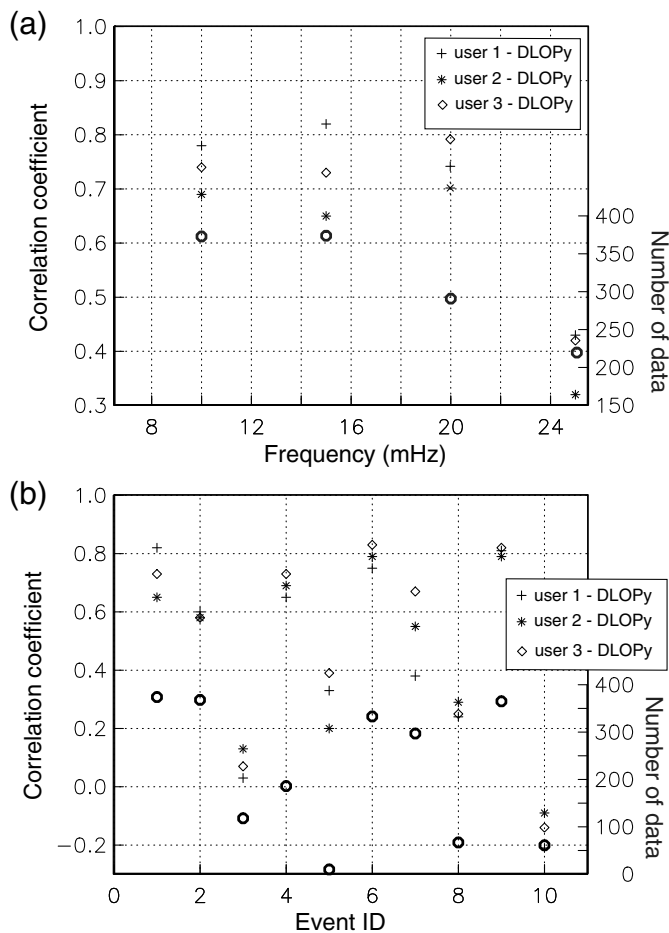 (a)
1.0
0.9
0.8
0.7
0.6
0.5
0.4
0.3
Correlation coefficient
user 1 - DLOPy
user 2 - DLOPy
user 3 - DLOPy
400
350
300
250
200
150
Number of data
8
12
16
20
24
Frequency (mHz)
(b)
1.0
0.8
0.6
0.4
0.2
0.0
−0.2
Correlation coefficient
user 1 - DLOPy
user 2 - DLOPy
user 3 - DLOPy
400
300
200
100
0
Number of data
0
2
4
6
8
10
Event ID